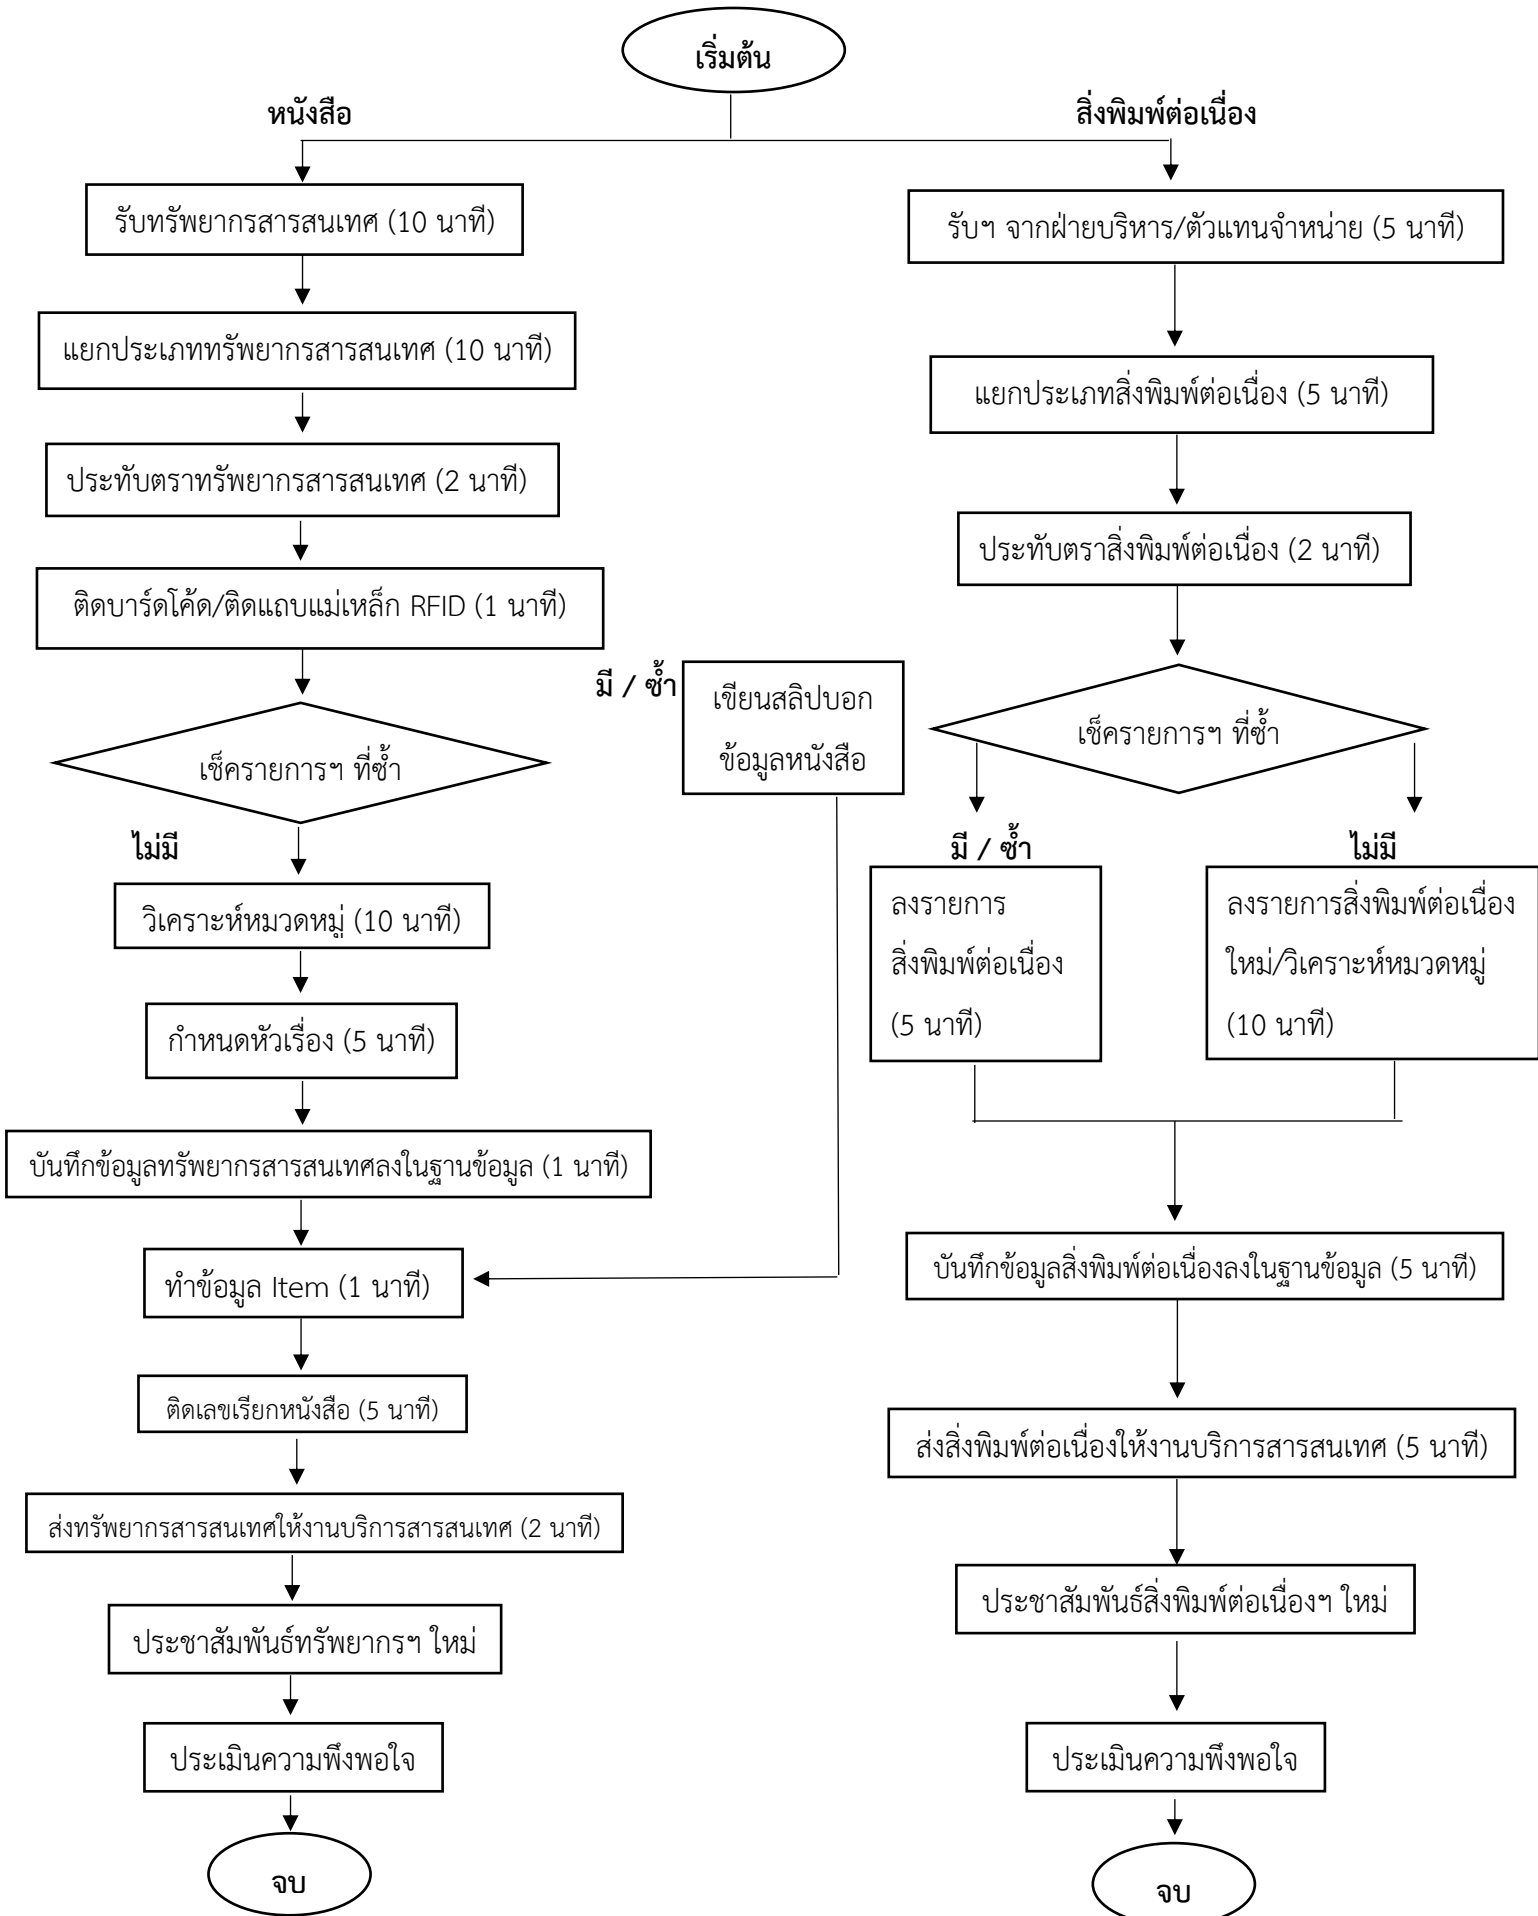 เริ่มต้น
หนังสือ
สิ่งพิมพ์ต่อเนื่อง
รับทรัพยากรสารสนเทศ (10 นาที)
แยกประเภททรัพยากรสารสนเทศ (10 นาที)
ประทับตราทรัพยากรสารสนเทศ (2 นาที)
ติดบาร์ดโค้ด/ติดแถบแม่เหล็ก RFID (1 นาที)
เช็ครายการฯ ที่ซ้ำ
มี / ซ้ำ
เขียนสลิปบอก
ข้อมูลหนังสือ
ไม่มี
วิเคราะห์หมวดหมู่ (10 นาที)
กำหนดหัวเรื่อง (5 นาที)
บันทึกข้อมูลทรัพยากรสารสนเทศลงในฐานข้อมูล (1 นาที)
ทำข้อมูล Item (1 นาที)
ติดเลขเรียกหนังสือ (5 นาที)
ส่งทรัพยากรสารสนเทศให้งานบริการสารสนเทศ (2 นาที)
ประชาสัมพันธ์ทรัพยากรฯ ใหม่
ประเมินความพึงพอใจ
จบ
รับฯ จากฝ่ายบริหาร/ตัวแทนจำหน่าย (5 นาที)
แยกประเภทสิ่งพิมพ์ต่อเนื่อง (5 นาที)
ประทับตราสิ่งพิมพ์ต่อเนื่อง (2 นาที)
เช็ครายการฯ ที่ซ้ำ
มี / ซ้ำ
ลงรายการ
สิ่งพิมพ์ต่อเนื่อง
(5 นาที)
ไม่มี
ลงรายการสิ่งพิมพ์ต่อเนื่อง
ใหม่/วิเคราะห์หมวดหมู่
(10 นาที)
บันทึกข้อมูลสิ่งพิมพ์ต่อเนื่องลงในฐานข้อมูล (5 นาที)
ส่งสิ่งพิมพ์ต่อเนื่องให้งานบริการสารสนเทศ (5 นาที)
ประชาสัมพันธ์สิ่งพิมพ์ต่อเนื่องฯ ใหม่
ประเมินความพึงพอใจ
จบ